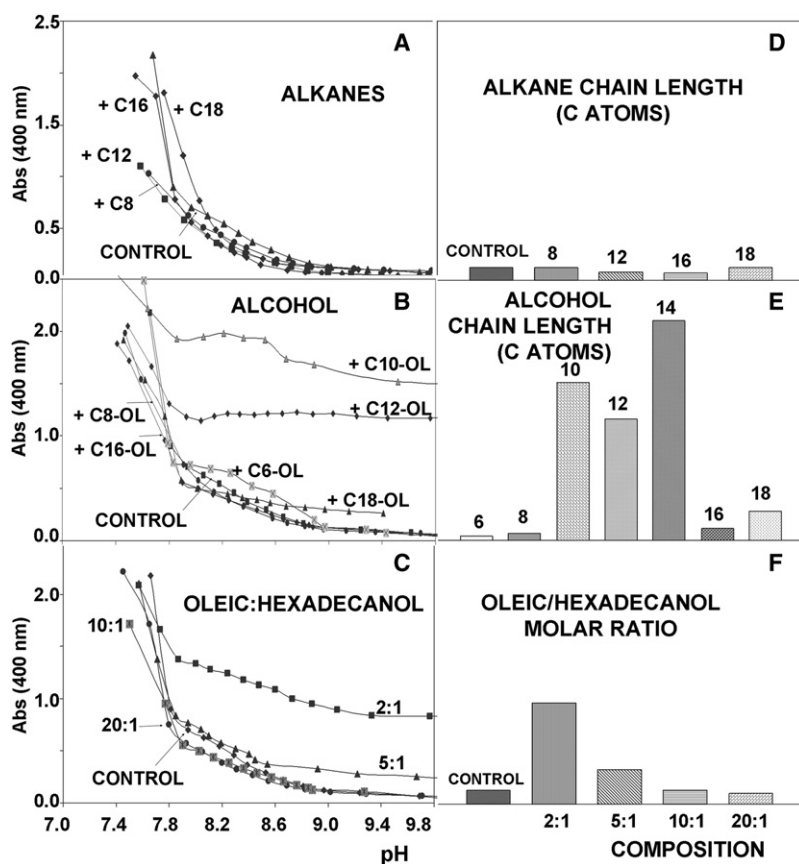 2.5
A
ALKANES
+ C16
+ C18
+ C12
+ C8
CONTROL
Abs (400 nm)
1.5
0.5
0.0
D
ALKANE CHAIN LENGTH
(C ATOMS)
CONTROL
8
12
16
18
B
ALCOHOL
2.0
1.0
0.0
Abs (400 nm)
+ C10-OL
+ C12-OL
+ C8-OL
+ C16-OL
+ C6-OL
+ C18-OL
CONTROL
E
ALCOHOL
CHAIN LENGTH
(C ATOMS)
6
8
10
12
14
16
18
C
OLEIC:HEXADECANOL
2.0
1.0
0.0
Abs (400 nm)
10:1
20:1
CONTROL
2:1
5:1
7.0
7.4
7.8
8.2
8.6
9.0
9.4
9.8
pH
F
OLEIC/HEXADECANOL
MOLAR RATIO
CONTROL
2:1
5:1
10:1
20:1
COMPOSITION